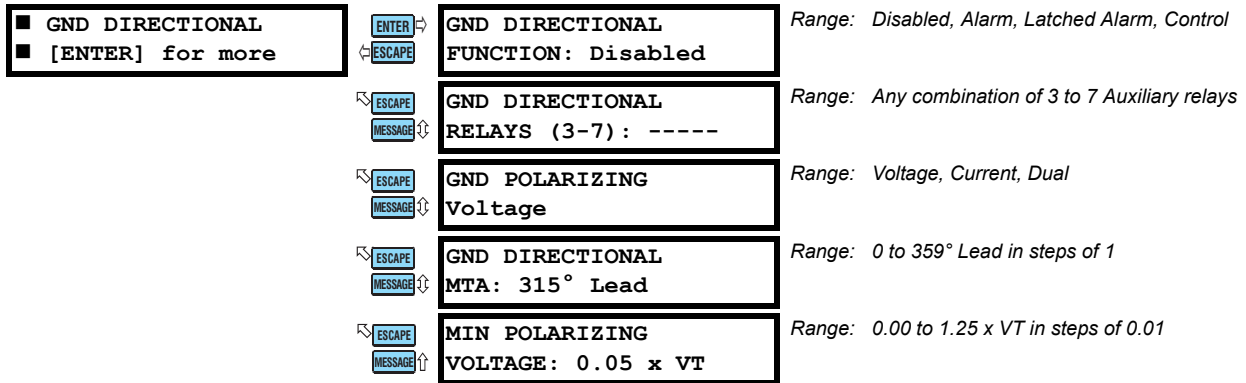 ■ GND DIRECTIONAL
■ [ENTER] for more
ENTER ⇨
⇦ ESCAPE
GND DIRECTIONAL
FUNCTION: Disabled
Range: Disabled, Alarm, Latched Alarm, Control
ESCAPE
MESSAGE
GND DIRECTIONAL
RELAYS (3-7): -----
Range: Any combination of 3 to 7 Auxiliary relays
ESCAPE
MESSAGE
GND POLARIZING
Voltage
Range: Voltage, Current, Dual
ESCAPE
MESSAGE
GND DIRECTIONAL
MTA: 315° Lead
Range: 0 to 359° Lead in steps of 1
ESCAPE
MESSAGE
MIN POLARIZING
VOLTAGE: 0.05 x VT
Range: 0.00 to 1.25 x VT in steps of 0.01